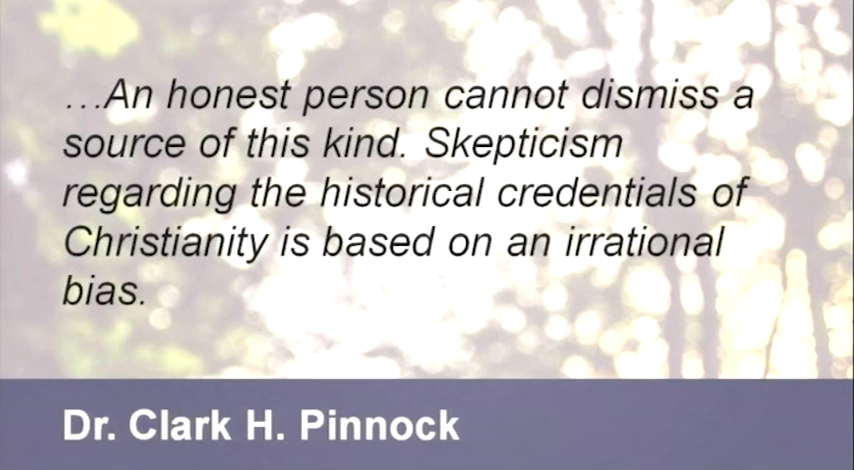 …An honest person cannot dismiss a
source of this kind. Skepticism
regarding the historical credentials of
Christianity is based on an irrational
bias.
Dr. Clark H. Pinnock